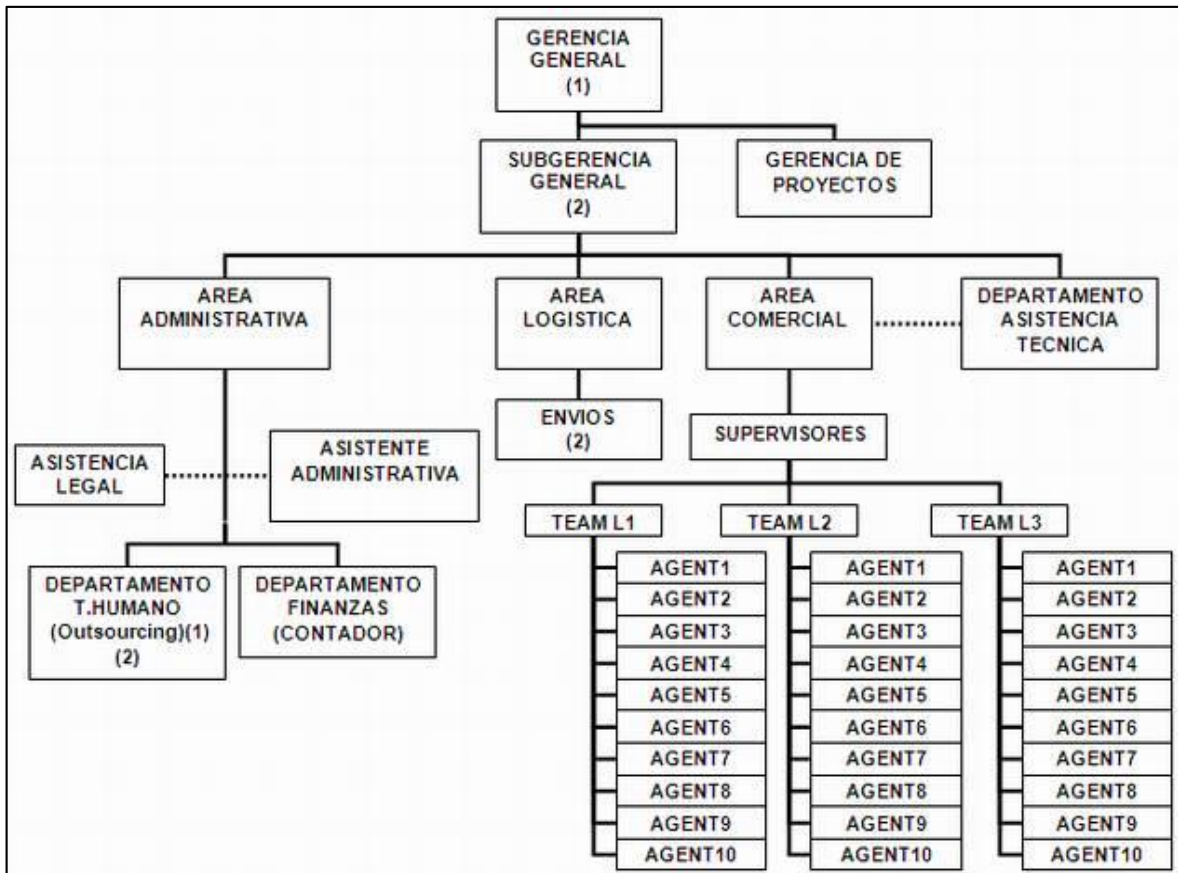 GERENCIA
GENERAL
(1)
SUBGERENCIA
GENERAL
(2)
GERENCIA DE
PROYECTOS
AREA
ADMINISTRATIVA
AREA
LOGISTICA
AREA
COMERCIAL
DEPARTAMENTO
ASISTENCIA
TECNICA
ENVIOS
(2)
SUPERVISORES
ASISTENCIA
LEGAL
ASISTENTE
ADMINISTRATIVA
DEPARTAMENTO
T.HUMANO
(Outsourcing)(1)
(2)
DEPARTAMENTO
FINANZAS
(CONTADOR)
TEAM L1
AGENT1
AGENT2
AGENT3
AGENT4
AGENT5
AGENT6
AGENT7
AGENT8
AGENT9
AGENT10
TEAM L2
AGENT1
AGENT2
AGENT3
AGENT4
AGENT5
AGENT6
AGENT7
AGENT8
AGENT9
AGENT10
TEAM L3
AGENT1
AGENT2
AGENT3
AGENT4
AGENT5
AGENT6
AGENT7
AGENT8
AGENT9
AGENT10